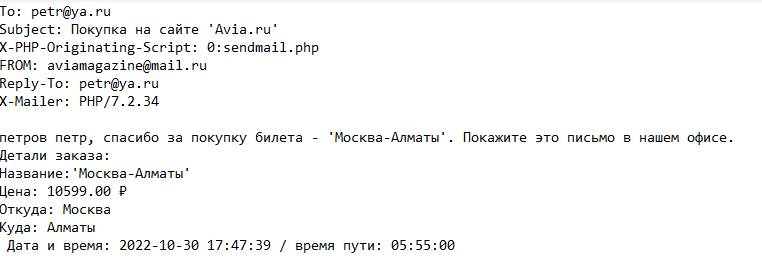 To: petr@ya.ru
Subject: Покупка на сайте 'Avia.ru'
X-PHP-Originating-Script: 0:sendmail.php
FROM: aviamagazine@mail.ru
Reply-To: petr@ya.ru
X-Mailer: PHP/7.2.34

петров петр, спасибо за покупку билета - 'Москва-Алматы'. Покажите это письмо в нашем офисе.
Детали заказа:
Название:'Москва-Алматы'
Цена: 10599.00 ₽
Откуда: Москва
Куда: Алматы
Дата и время: 2022-10-30 17:47:39 / время пути: 05:55:00